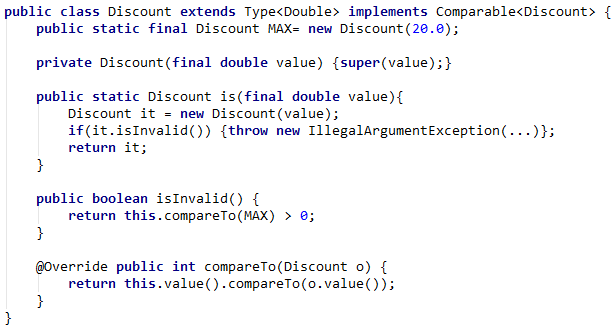 public class Discount extends Type<Double> implements Comparable<Discount> {
    public static final Discount MAX= new Discount(20.0);

    private Discount(final double value) {super(value);}

    public static Discount is(final double value){
        Discount it = new Discount(value);
        if(it.isInvalid()) {throw new IllegalArgumentException(...)};
        return it;
    }

    public boolean isInvalid() {
        return this.compareTo(MAX) > 0;
    }

    @Override public int compareTo(Discount o) {
        return this.value().compareTo(o.value());
    }
}